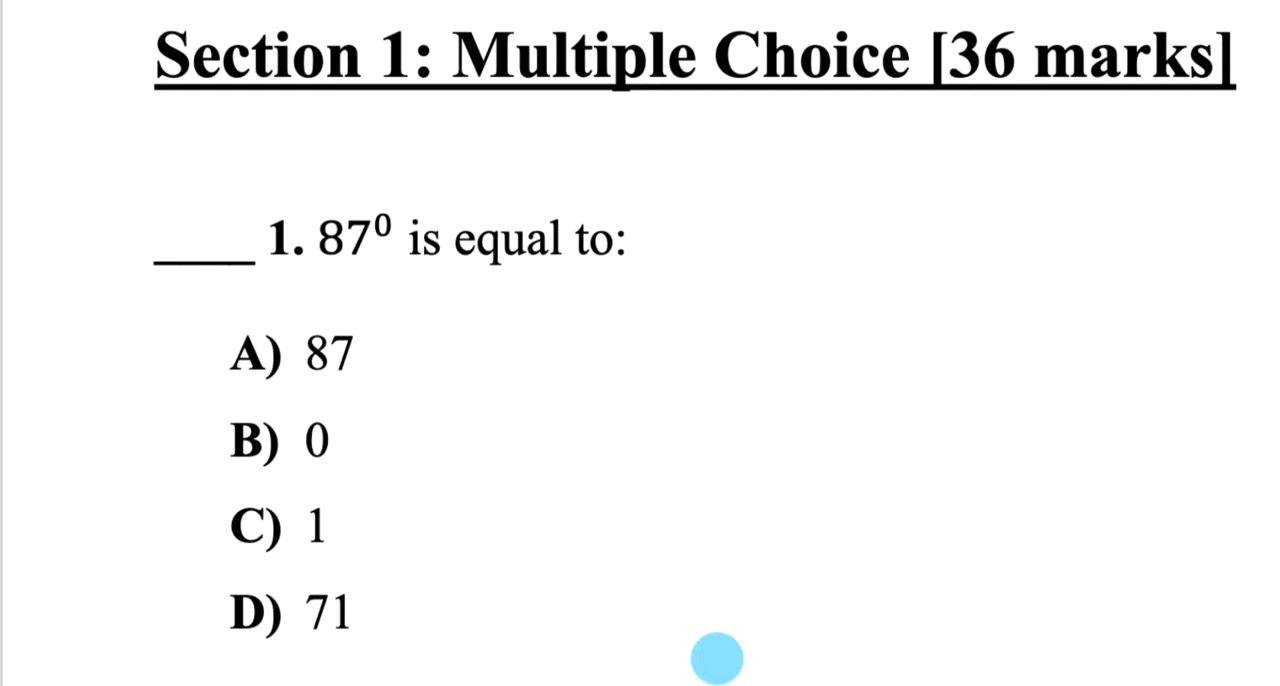 Section 1: Multiple Choice [36 marks]
____ 1. 87⁰ is equal to:
A) 87
B) 0
C) 1
D) 71